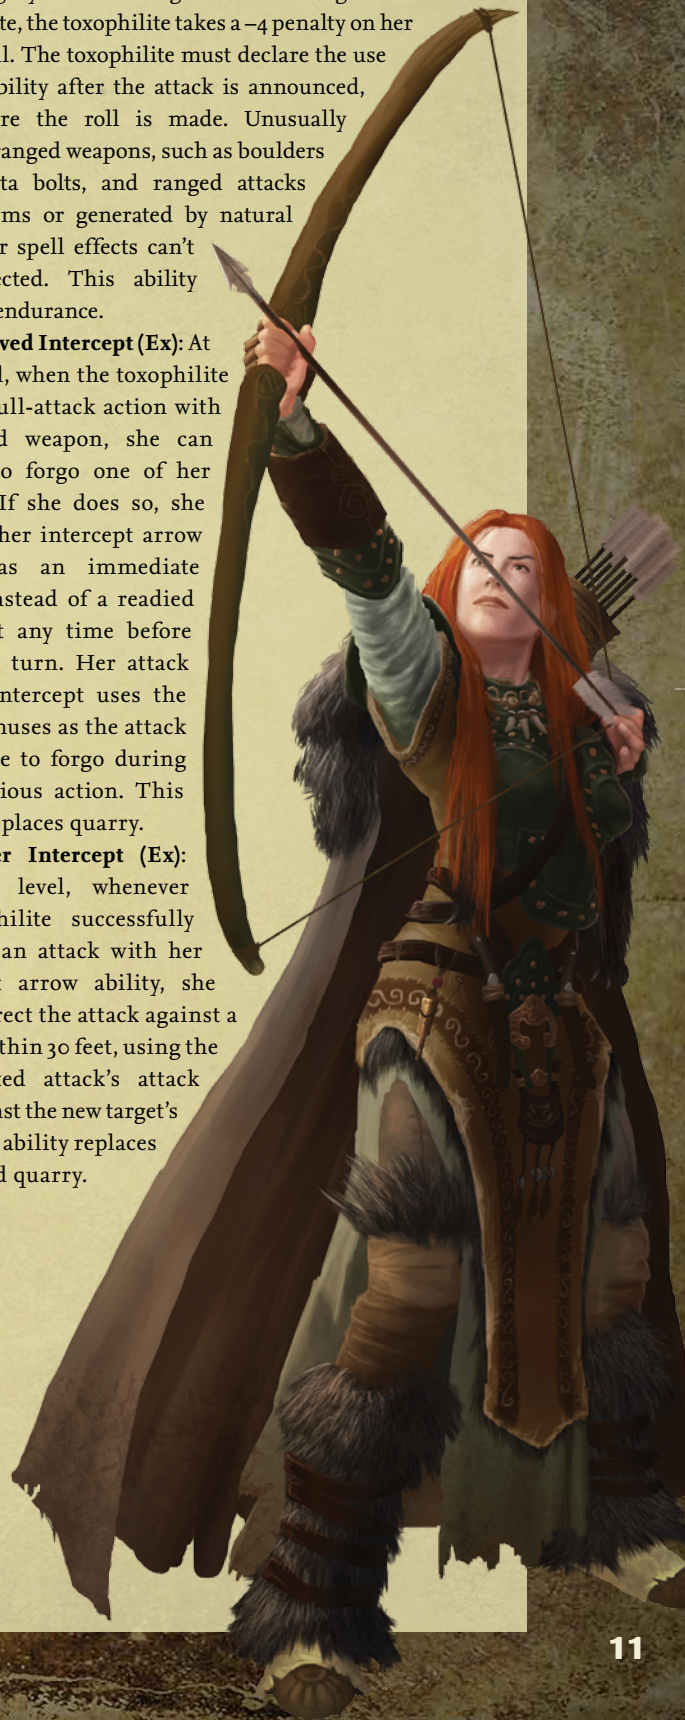 te, the toxophilite takes a –4 penalty on her
l. The toxophilite must declare the use
bility after the attack is announced,
re the roll is made. Unusually
ranged weapons, such as boulders
ta bolts, and ranged attacks
ms or generated by natural
r spell effects can't
cted. This ability
endurance.
ved Intercept (Ex): At
l, when the toxophilite
ull-attack action with
d weapon, she can
o forgo one of her
If she does so, she
her intercept arrow
as an immediate
nstead of a readied
t any time before
turn. Her attack
ntercept uses the
nuses as the attack
e to forgo during
ious action. This
places quarry.
er Intercept (Ex):
level, whenever
hilite successfully
an attack with her
t arrow ability, she
rect the attack against a
thin 30 feet, using the
ted attack's attack
nst the new target's
ability replaces
d quarry.
11